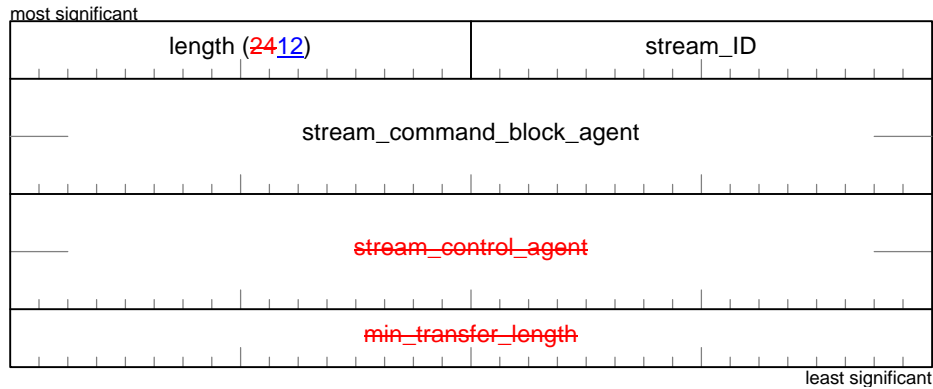 most significant
length (2412)
stream_ID
stream_command_block_agent
stream_control_agent
min_transfer_length
least significant